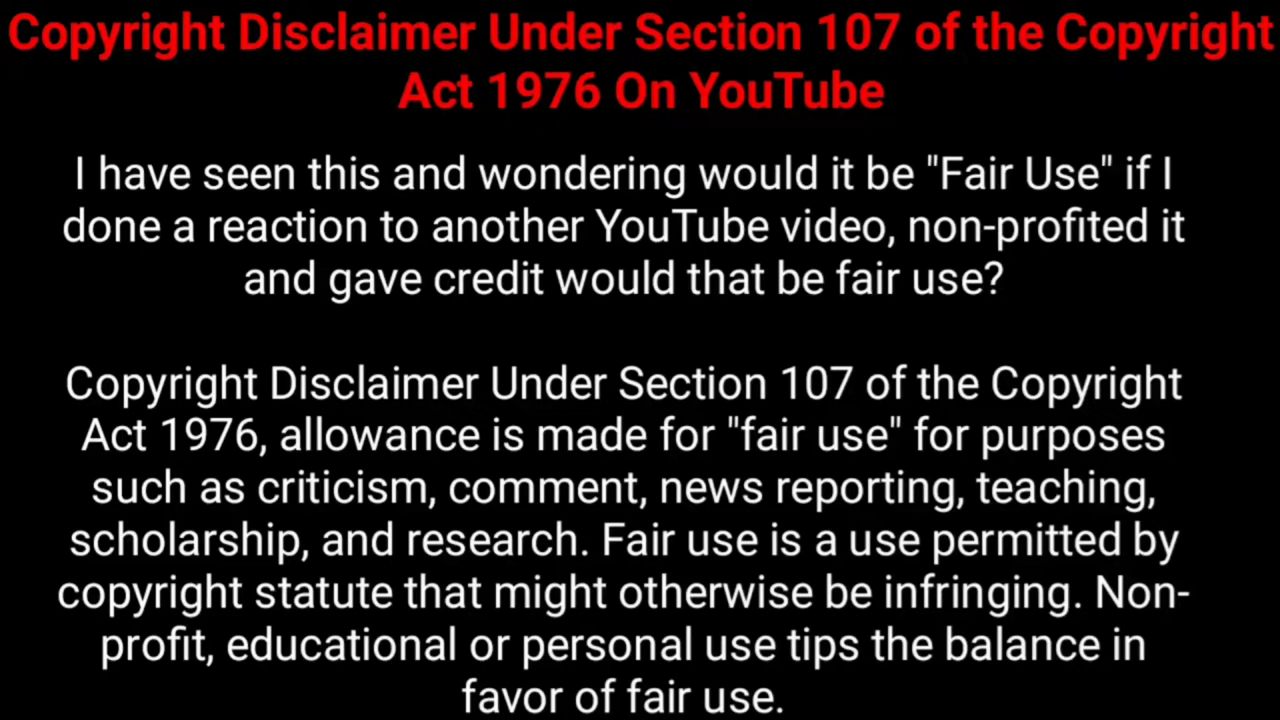 Copyright Disclaimer Under Section 107 of the Copyright
Act 1976 On YouTube
I have seen this and wondering would it be "Fair Use" if I
done a reaction to another YouTube video, non-profited it
and gave credit would that be fair use?
Copyright Disclaimer Under Section 107 of the Copyright
Act 1976, allowance is made for "fair use" for purposes
such as criticism, comment, news reporting, teaching,
scholarship, and research. Fair use is a use permitted by
copyright statute that might otherwise be infringing. Non-
profit, educational or personal use tips the balance in
favor of fair use.